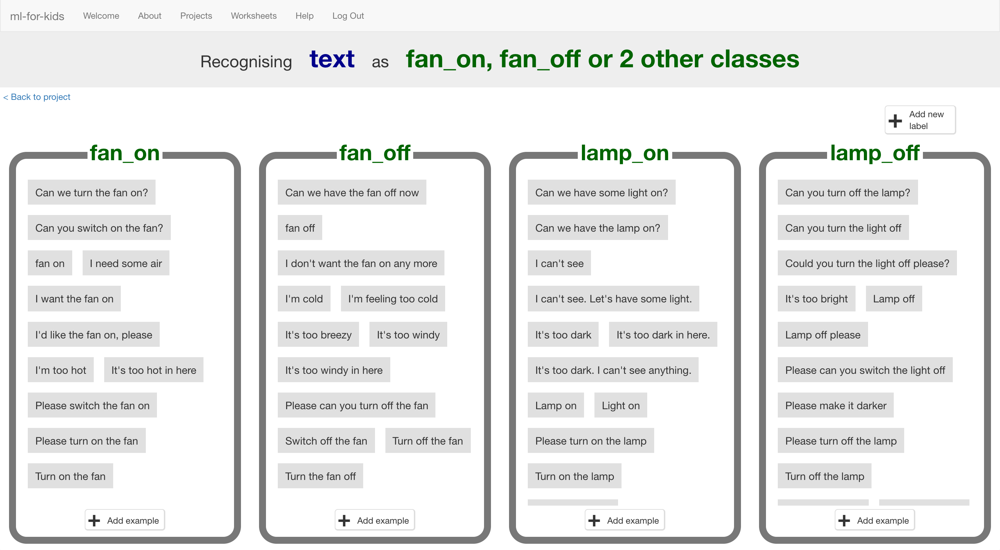 ml-for-kids Welcome About Projects Worksheets Help Log Out
Recognising text as fan_on, fan_off or 2 other classes
< Back to project
Add new
label
fan_on
Can we turn the fan on?
Can you switch on the fan?
fan on I need some air
I want the fan on
I'd like the fan on, please
I'm too hot It's too hot in here
Please switch the fan on
Please turn on the fan
Turn on the fan
Add example
fan_off
Can we have the fan off now
fan off
I don't want the fan on any more
I'm cold I'm feeling too cold
It's too breezy It's too windy
It's too windy in here
Please can you turn off the fan
Switch off the fan Turn off the fan
Turn the fan off
Add example
lamp_on
Can we have some light on?
Can we have the lamp on?
I can't see
I can't see. Let's have some light.
It's too dark It's too dark in here.
It's too dark. I can't see anything.
Lamp on Light on
Please turn on the lamp
Turn on the lamp
Add example
lamp_off
Can you turn off the lamp?
Can you turn the light off
Could you turn the light off please?
It's too bright Lamp off
Lamp off please
Please can you switch the light off
Please make it darker
Please turn off the lamp
Turn off the lamp
Add example